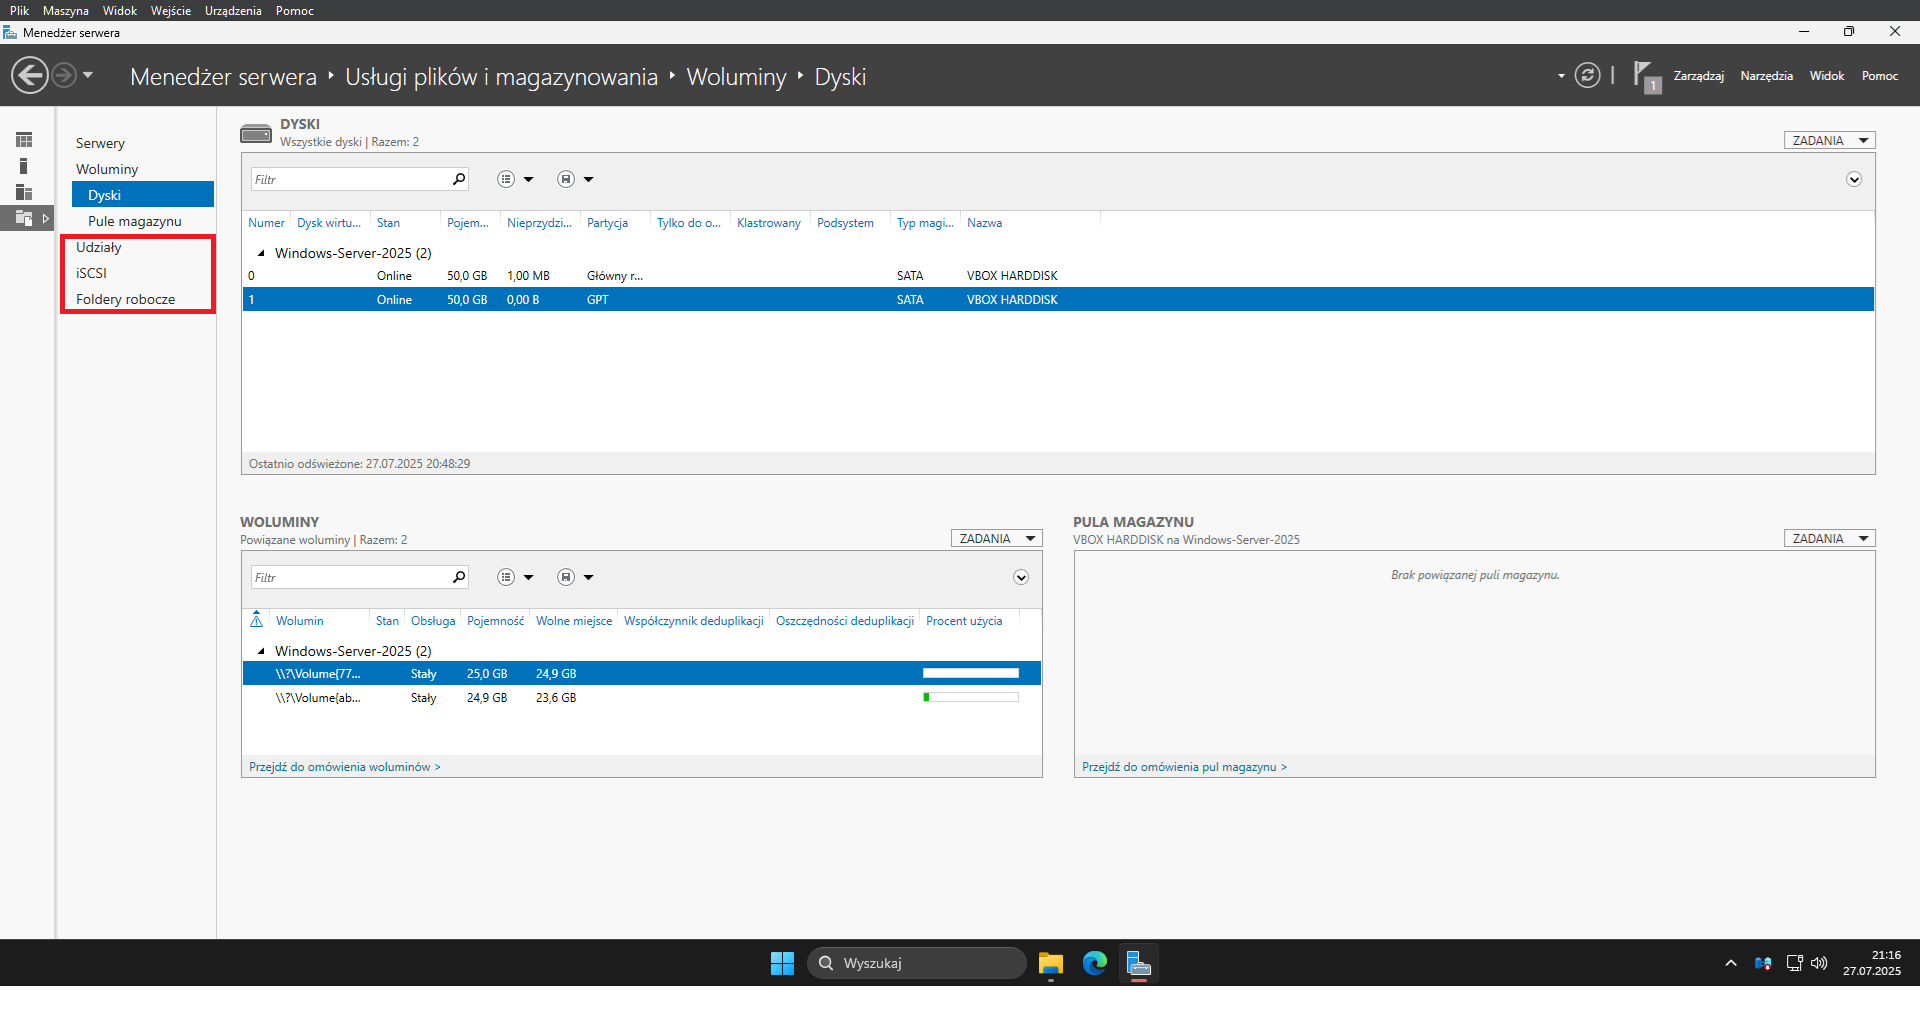 Plik Maszyna Widok Wejście Urządzenia Pomoc
Menedżer serwera
Menedżer serwera Usługi plików i magazynowania Woluminy Dyski
1 Zarządzaj Narzędzia Widok Pomoc
Serwery
Woluminy
Dyski
Pule magazynu
Udziały
iSCSI
Foldery robocze
DYSKI
Wszystkie dyski | Razem: 2
ZADANIA
Filtr
Numer Dysk wirtu... Stan Pojem... Nieprzydzi... Partycja Tylko do o... Klastrowany Podsystem Typ magi... Nazwa
Windows-Server-2025 (2)
0 Online 50,0 GB 1,00 MB Główny r... SATA VBOX HARDDISK
1 Online 50,0 GB 0,00 B GPT SATA VBOX HARDDISK
Ostatnio odświeżone: 27.07.2025 20:48:29
WOLUMINY
Powiązane woluminy | Razem: 2
ZADANIA
Filtr
Wolumin Stan Obsługa Pojemność Wolne miejsce Współczynnik deduplikacji Oszczędności deduplikacji Procent użycia
Windows-Server-2025 (2)
\\?\Volume{77... Stały 25,0 GB 24,9 GB
\\?\Volume{ab... Stały 24,9 GB 23,6 GB
Przejdź do omówienia woluminów >
PULA MAGAZYNU
VBOX HARDDISK na Windows-Server-2025
ZADANIA
Brak powiązanej puli magazynu.
Przejdź do omówienia pul magazynu >
Wyszukaj
21:16
27.07.2025